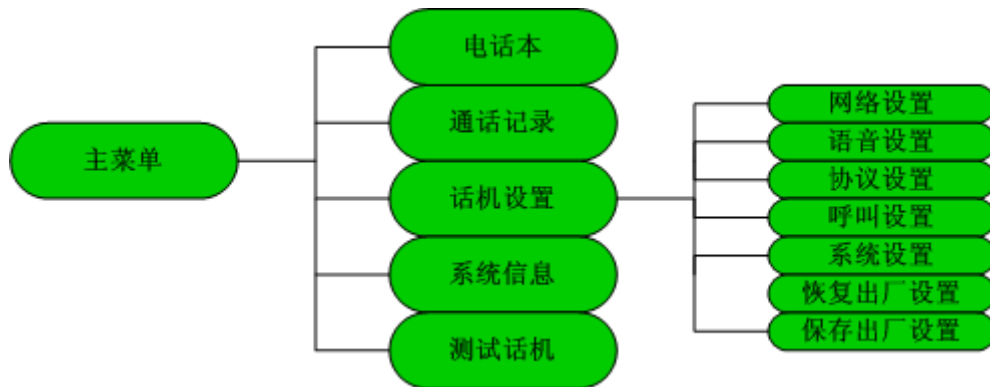 主菜单
电话本
通话记录
话机设置
系统信息
测试话机
网络设置
语音设置
协议设置
呼叫设置
系统设置
恢复出厂设置
保存出厂设置